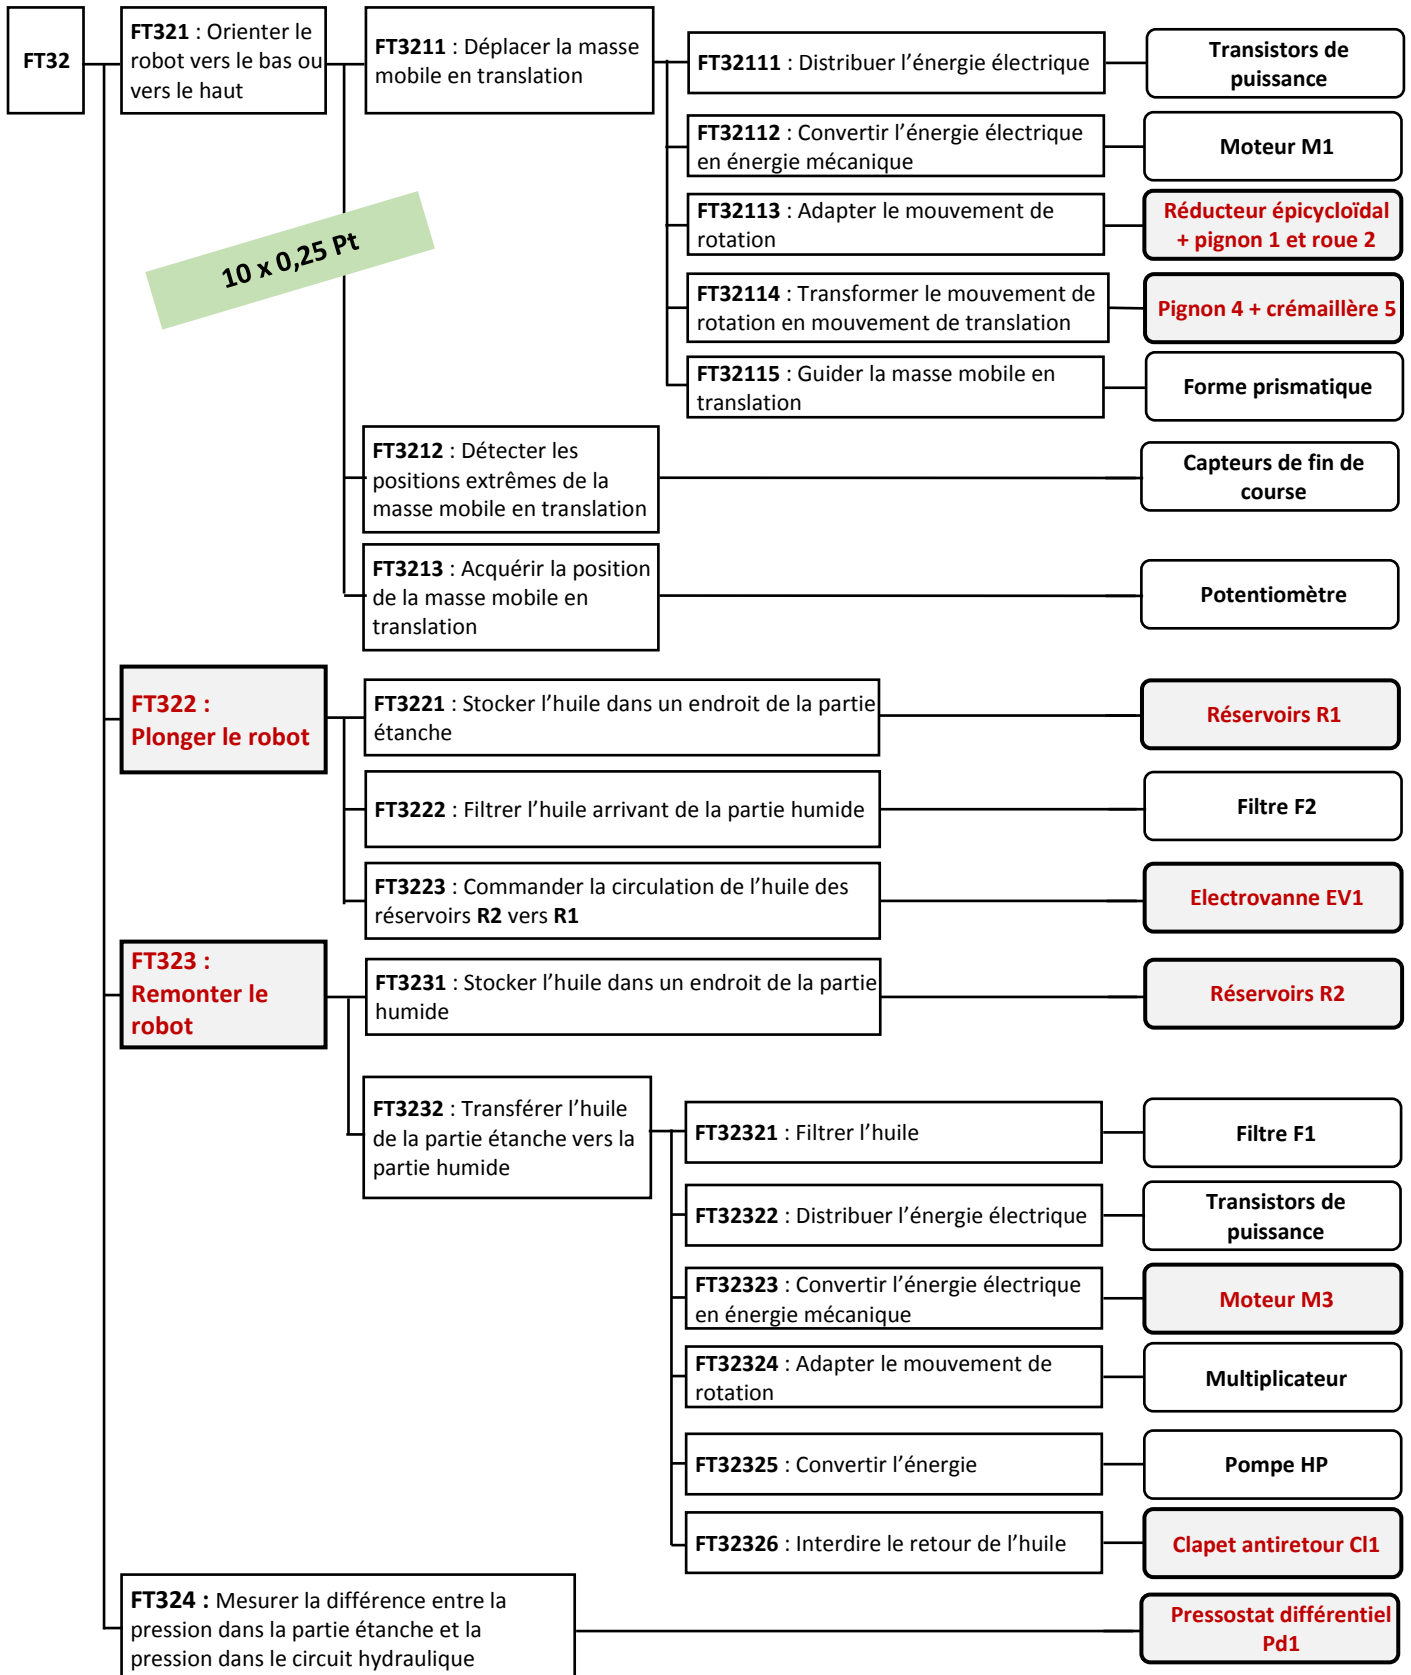 FT32
FT321 : Orienter le
robot vers le bas ou
vers le haut
FT3211 : Déplacer la masse
mobile en translation
FT32111 : Distribuer l’énergie électrique
Transistors de
puissance
FT32112 : Convertir l’énergie électrique
en énergie mécanique
Moteur M1
FT32113 : Adapter le mouvement de
rotation
Réducteur épicycloïdal
+ pignon 1 et roue 2
10 x 0,25 Pt
FT32114 : Transformer le mouvement de
rotation en mouvement de translation
Pignon 4 + crémaillère 5
FT32115 : Guider la masse mobile en
translation
Forme prismatique
FT3212 : Détecter les
positions extrêmes de la
masse mobile en translation
Capteurs de fin de
course
FT3213 : Acquérir la position
de la masse mobile en
translation
Potentiomètre
FT322 :
Plonger le robot
FT3221 : Stocker l’huile dans un endroit de la partie
étanche
Réservoirs R1
FT3222 : Filtrer l’huile arrivant de la partie humide
Filtre F2
FT3223 : Commander la circulation de l’huile des
réservoirs R2 vers R1
Electrovanne EV1
FT323 :
Remonter le
robot
FT3231 : Stocker l’huile dans un endroit de la partie
humide
Réservoirs R2
FT3232 : Transférer l’huile
de la partie étanche vers la
partie humide
FT32321 : Filtrer l’huile
Filtre F1
FT32322 : Distribuer l’énergie électrique
Transistors de
puissance
FT32323 : Convertir l’énergie électrique
en énergie mécanique
Moteur M3
FT32324 : Adapter le mouvement de
rotation
Multiplicateur
FT32325 : Convertir l’énergie
Pompe HP
FT32326 : Interdire le retour de l’huile
Clapet antiretour Cl1
FT324 : Mesurer la différence entre la
pression dans la partie étanche et la
pression dans le circuit hydraulique
Pressostat différentiel
Pd1